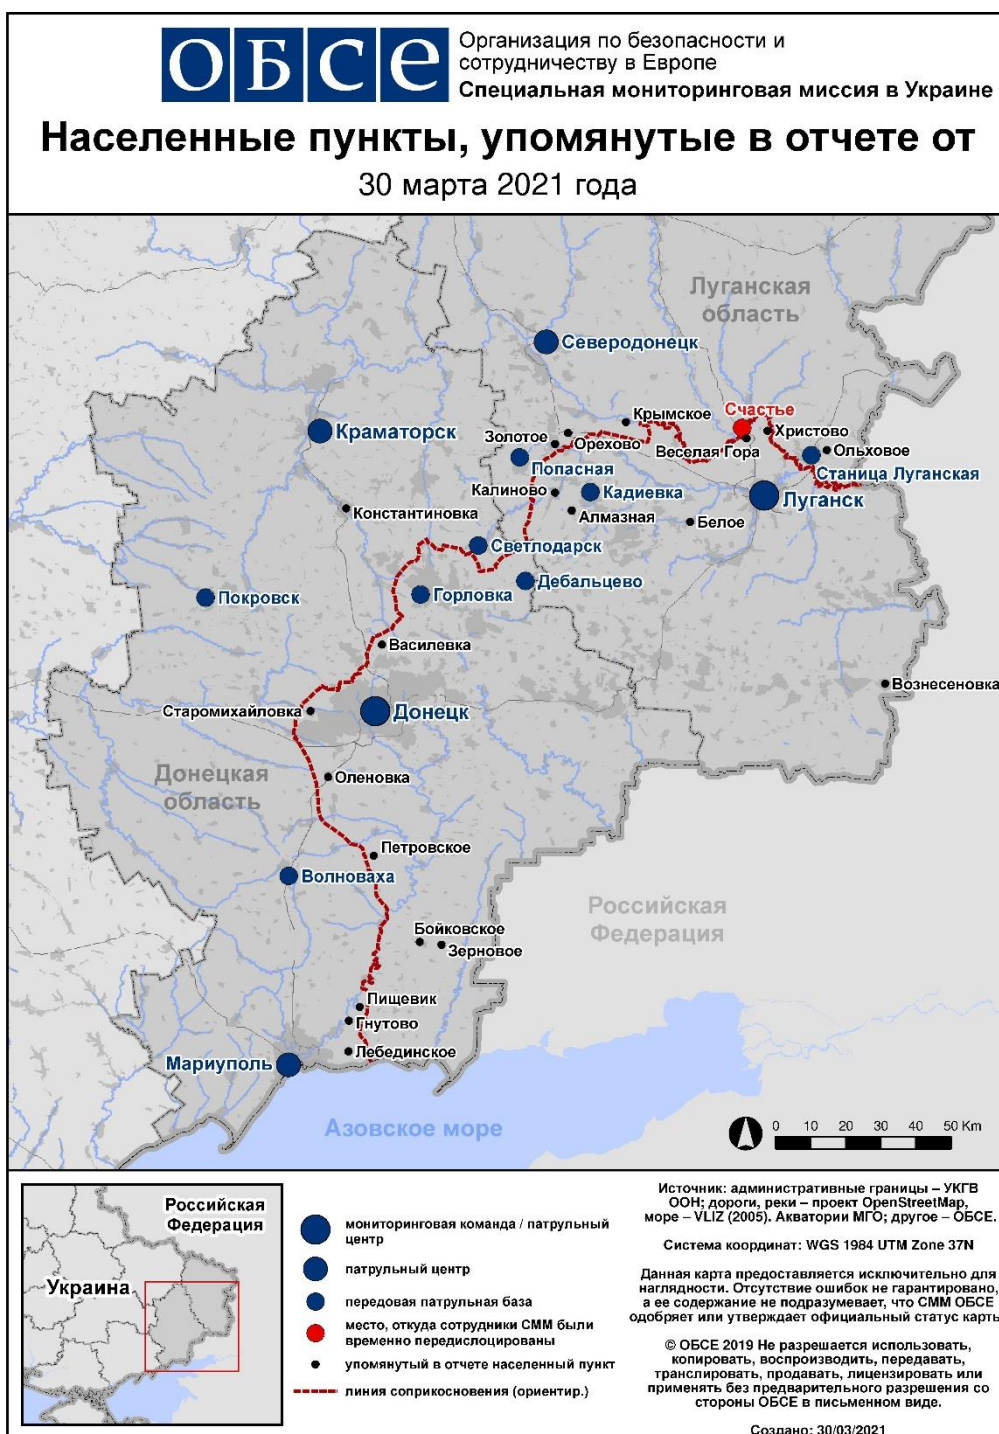 ОБСЕ
Организация по безопасности и
сотрудничеству в Европе
Специальная мониторинговая миссия в Украине
Населенные пункты, упомянутые в отчете от
30 марта 2021 года
Луганская
область
Северодонецк
Крымское
Счастье
Краматорск
Золотое
Орехово
Христово
Веселая Гора
Ольховое
Попасная
Станица Луганская
Калиново
Кадиевка
Луганск
Константиновка
Алмазная
Белое
Светлодарск
Дебальцево
Покровск
Горловка
Василевка
Вознесеновка
Старомихайловка
Донецк
Донецкая
область
Оленовка
Петровское
Волноваха
Российская
Федерация
Бойковское
Зерновое
Пищевик
Гнутово
Лебединское
Мариуполь
Азовское море
0 10 20 30 40 50 Km
Российская
Федерация
Украина
мониторинговая команда / патрульный
центр
патрульный центр
передовая патрульная база
место, откуда сотрудники СММ были
временно передислоцированы
упомянутый в отчете населенный пункт
линия соприкосновения (ориентир.)
Источник: административные границы – УКГВ
ООН; дороги, реки – проект OpenStreetMap,
море – VLIZ (2005). Акватории МГО; другое – ОБСЕ.
Система координат: WGS 1984 UTM Zone 37N
Данная карта предоставляется исключительно для
наглядности. Отсутствие ошибок не гарантировано,
а ее содержание не подразумевает, что СММ ОБСЕ
одобряет или утверждает официальный статус карты
© ОБСЕ 2019 Не разрешается использовать,
копировать, воспроизводить, передавать,
транслировать, продавать, лицензировать или
применять без предварительного разрешения со
стороны ОБСЕ в письменном виде.
Создано: 30/03/2021